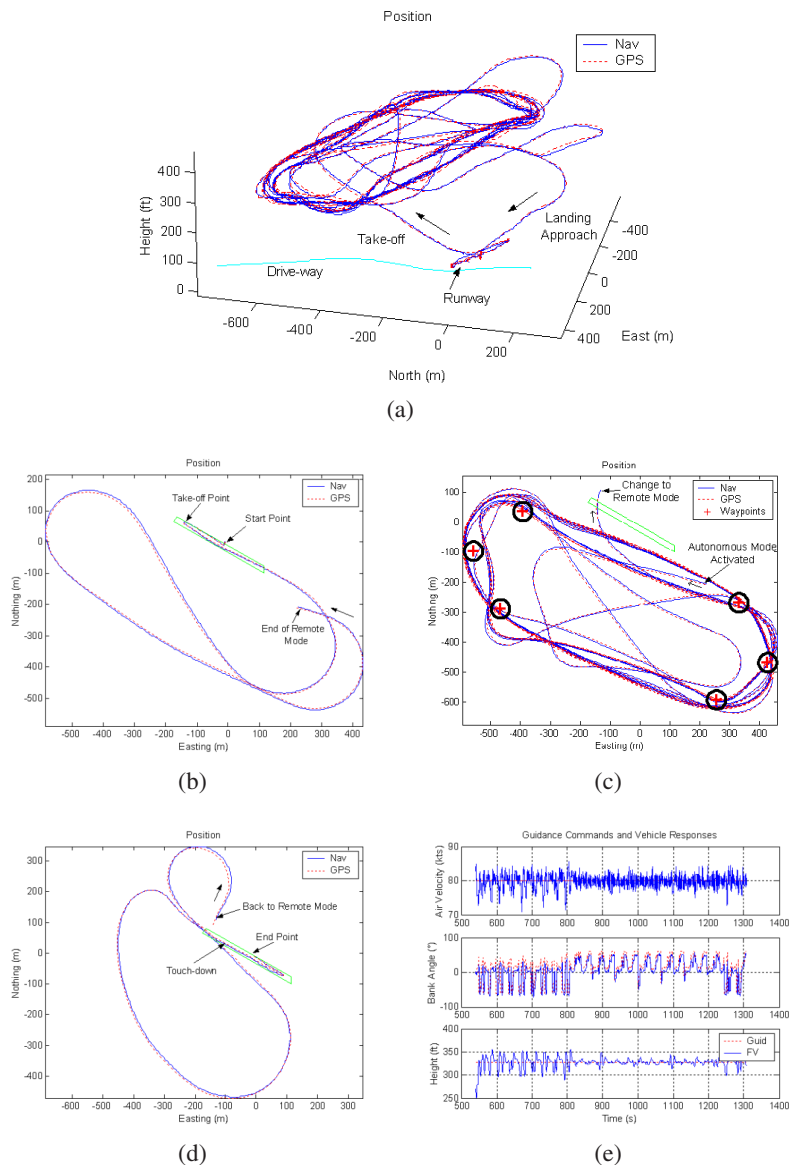 Position
Nav
GPS
Height (ft)
400
300
200
100
0
Take-off
Landing
Approach
Drive-way
Runway
-600
-400
-200
0
200
North (m)
-400
-200
0
200
400
East (m)
(a)
Position
Nothing (m)
200
100
0
-100
-200
-300
-400
-500
Nav
GPS
Take-off Point
Start Point
End of Remote
Mode
-500 -400 -300 -200 -100 0 100 200 300 400
Easting (m)
(b)
Position
Nothing (m)
100
0
-100
-200
-300
-400
-500
-600
Change to
Remote Mode
Nav
GPS
Waypoints
Autonomous Mode
Activated
-500 -400 -300 -200 -100 0 100 200 300 400
Easting (m)
(c)
Position
Nothing (m)
300
200
100
0
-100
-200
-300
-400
Nav
GPS
Back to Remote Mode
End Point
Touch-down
-600 -500 -400 -300 -200 -100 0 100 200 300
Easting (m)
(d)
Guidance Commands and Vehicle Responses
Air Velocity (kts)
90
80
70
500 600 700 800 900 1000 1100 1200 1300 1400
Bank Angle (°)
100
0
-100
500 600 700 800 900 1000 1100 1200 1300 1400
Height (ft)
400
350
300
250
Guid
FV
500 600 700 800 900 1000 1100 1200 1300 1400
Time (s)
(e)